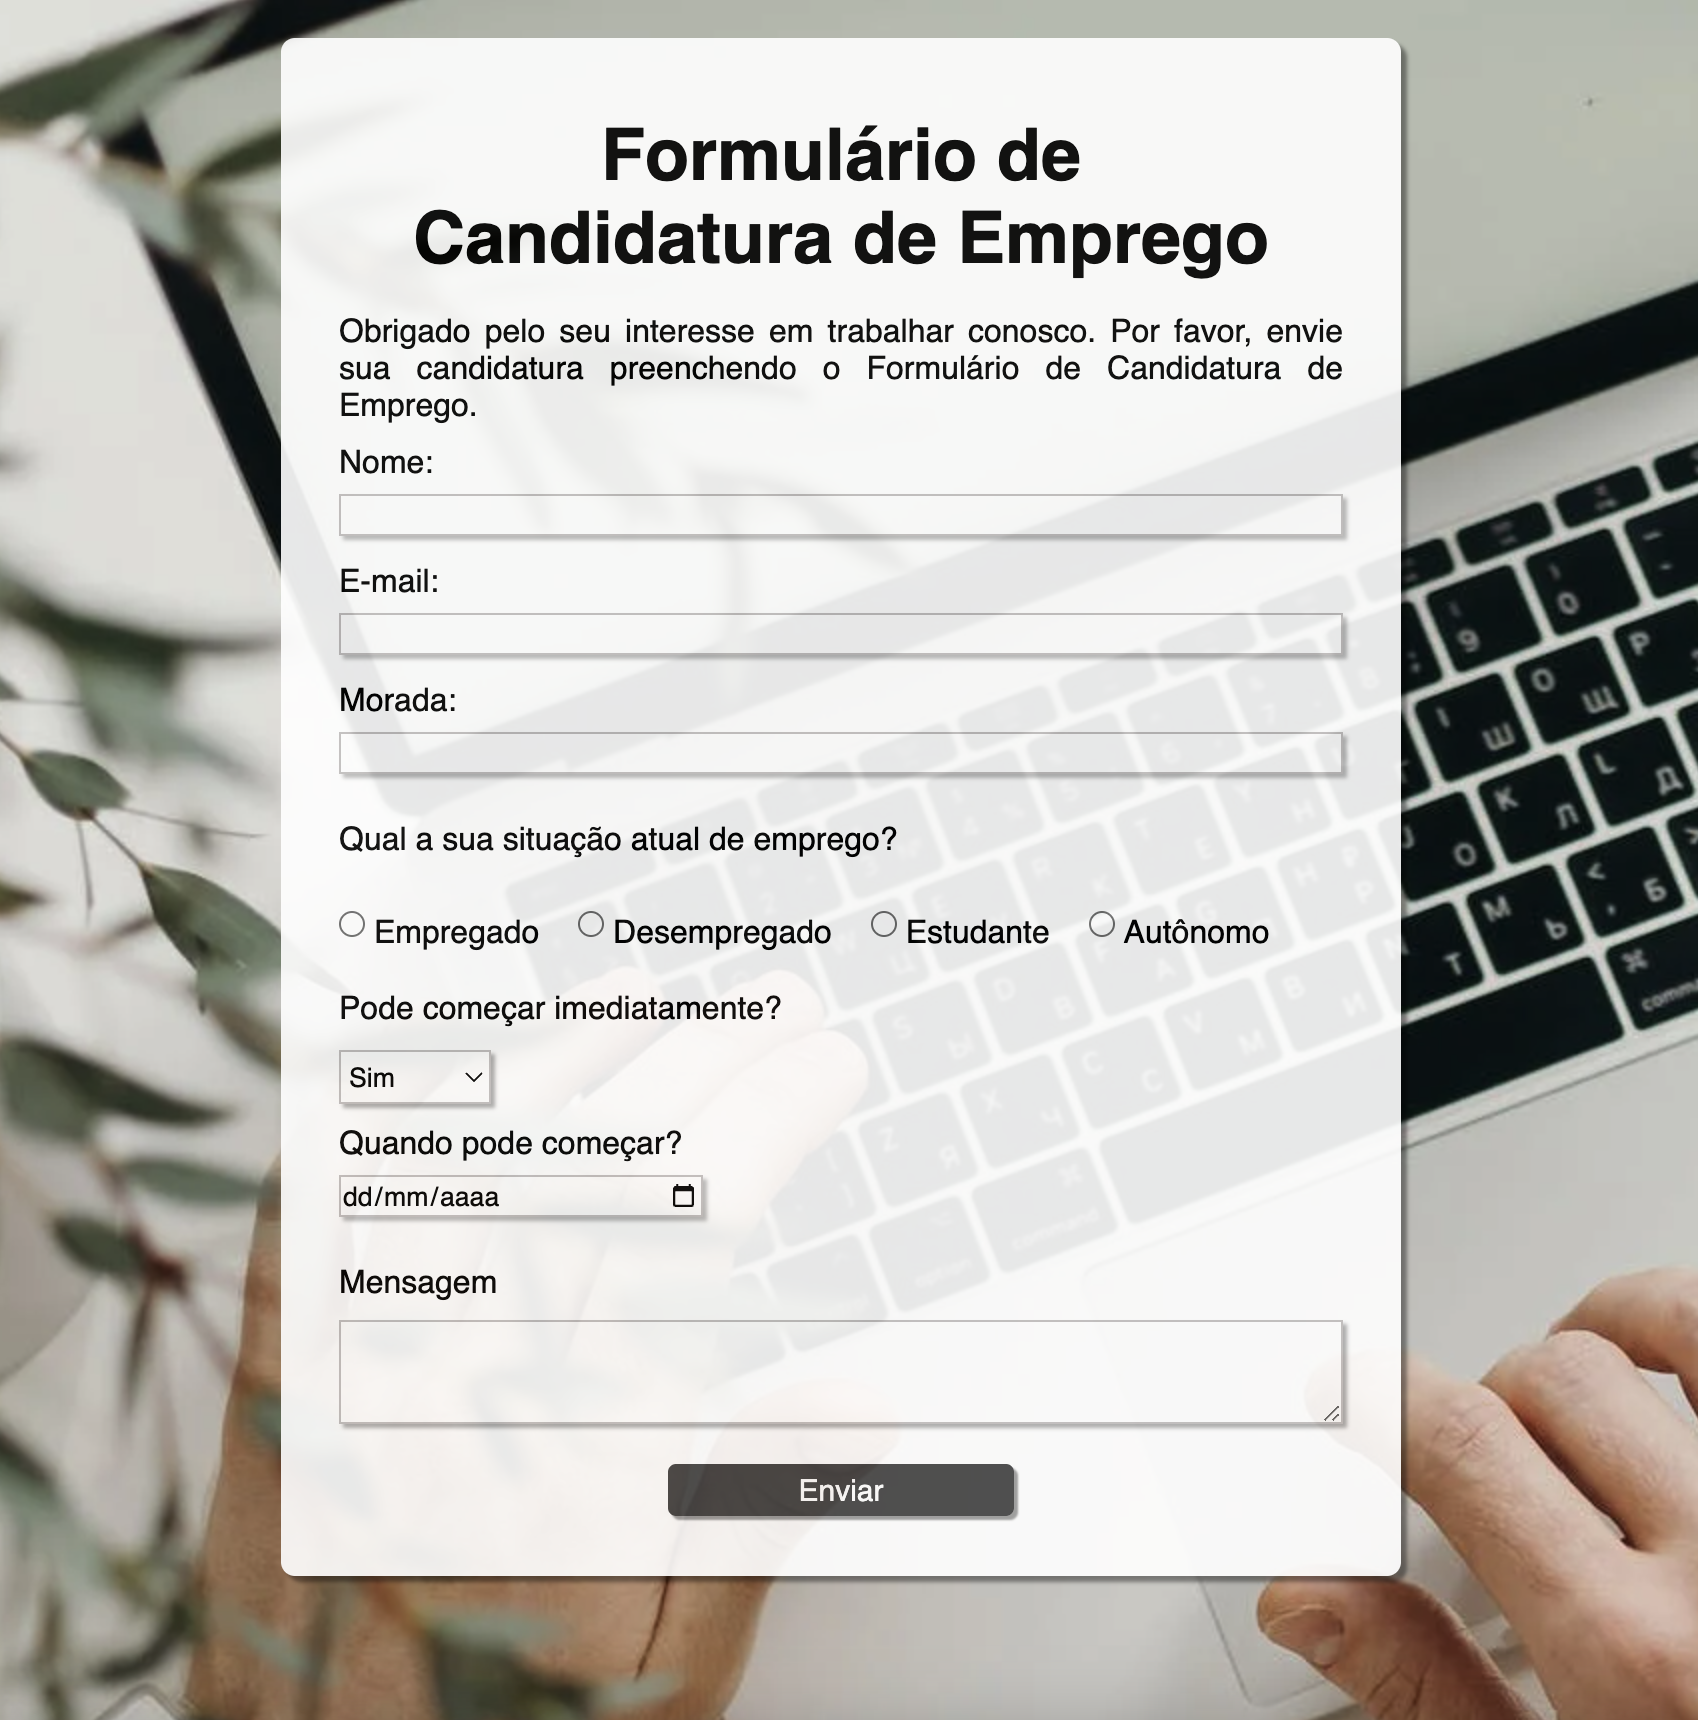 Formulário de
Candidatura de Emprego
Obrigado pelo seu interesse em trabalhar conosco. Por favor, envie
sua candidatura preenchendo o Formulário de Candidatura de
Emprego.
Nome:
E-mail:
Morada:
Qual a sua situação atual de emprego?
Empregado Desempregado Estudante Autônomo
Pode começar imediatamente?
Sim
Quando pode começar?
dd/mm/aaaa
Mensagem
Enviar